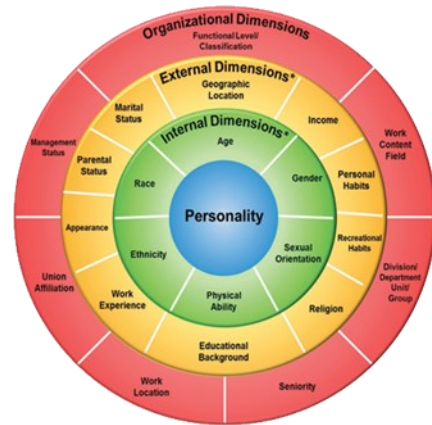 Organizational Dimensions
Functional Level/
Classification
External Dimensions*
Geographic
Location
Marital
Status
Income
Management
Status
Work
Content
Field
Internal Dimensions*
Age
Parental
Status
Personal
Habits
Race
Gender
Personality
Appearance
Recreational
Habits
Ethnicity
Sexual
Orientation
Union
Affiliation
Division/
Department
Unit/
Group
Work
Experience
Physical
Ability
Religion
Educational
Background
Work
Location
Seniority